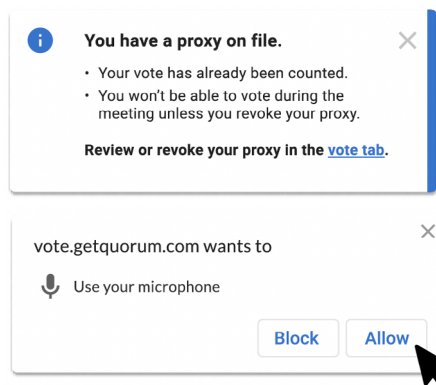 You have a proxy on file.
• Your vote has already been counted.
• You won't be able to vote during the
meeting unless you revoke your proxy.
Review or revoke your proxy in the vote tab.
vote.getquorum.com wants to
Use your microphone
Block Allow